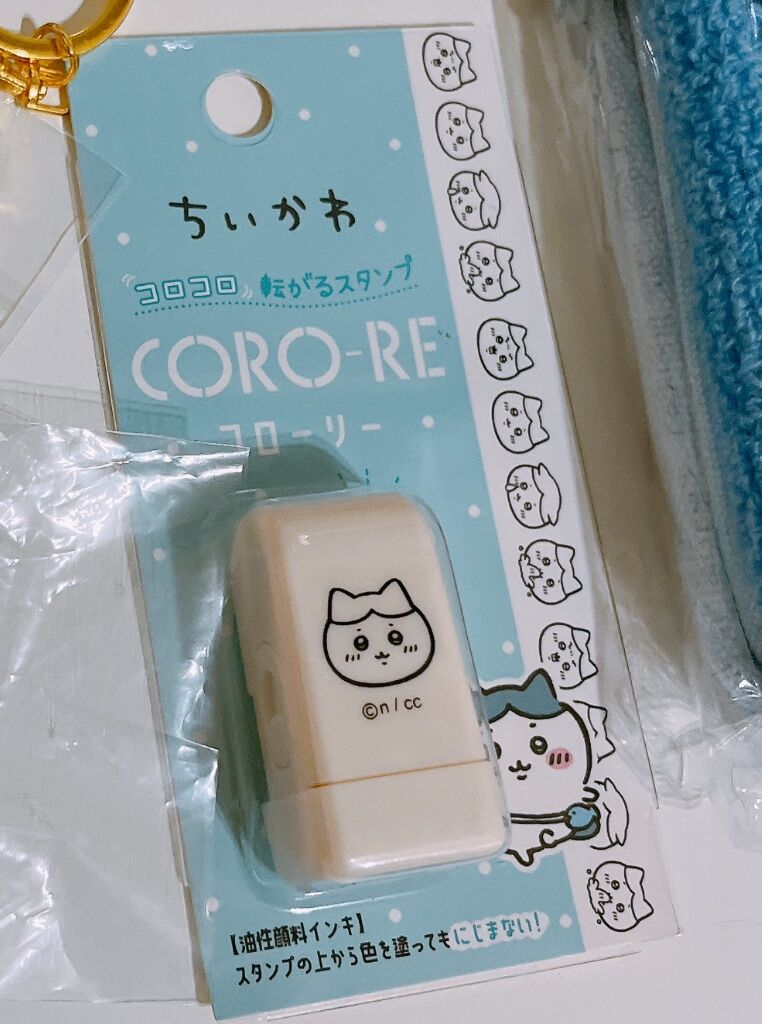 ちいかわ
コロコロ 転がるスタンプ
CORO-RE
コローリー
©n/cc
【油性顔料インキ】
スタンプの上から色を塗ってもにじまない!